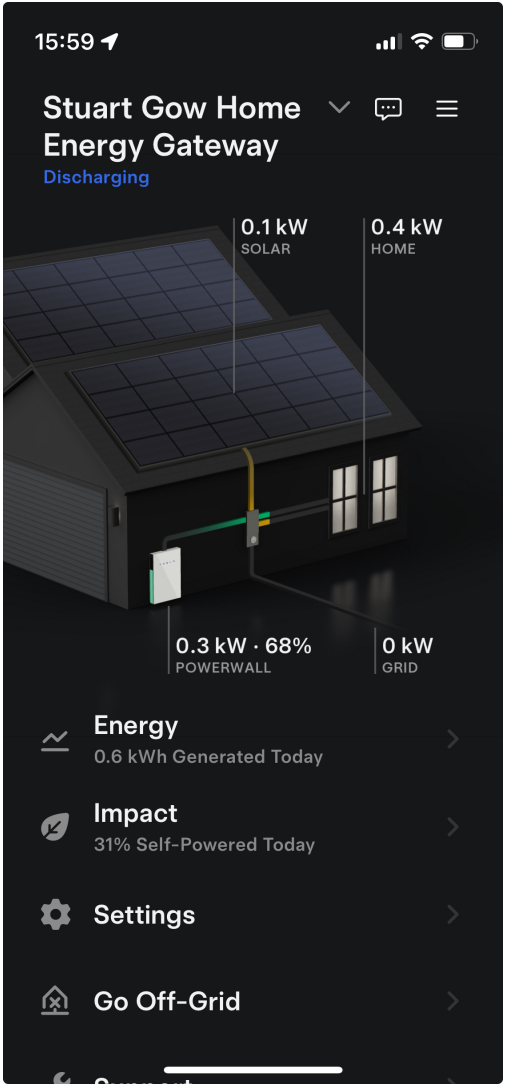 15:59
Stuart Gow Home
Energy Gateway
Discharging
0.1 kW
SOLAR
0.4 kW
HOME
TESLA
0.3 kW · 68%
POWERWALL
0 kW
GRID
Energy
0.6 kWh Generated Today
Impact
31% Self-Powered Today
Settings
Go Off-Grid
Support